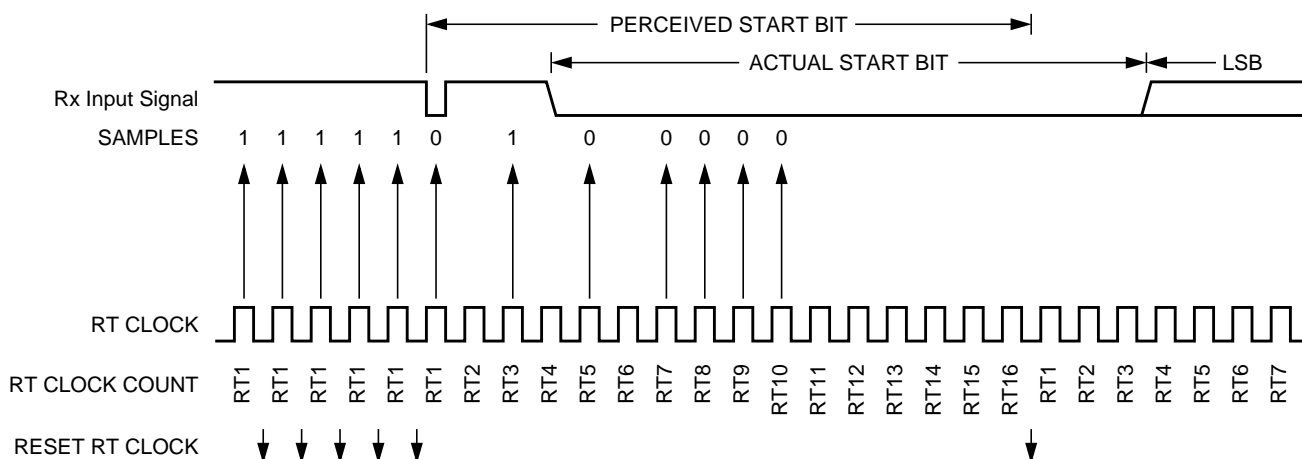 PERCEIVED START BIT
ACTUAL START BIT LSB
Rx Input Signal
SAMPLES 1 1 1 1 1 0 1 0 0 0 0 0
RT CLOCK
RT CLOCK COUNT RT1 RT1 RT1 RT1 RT1 RT1 RT2 RT3 RT4 RT5 RT6 RT7 RT8 RT9 RT10 RT11 RT12 RT13 RT14 RT15 RT16 RT1 RT2 RT3 RT4 RT5 RT6 RT7
RESET RT CLOCK